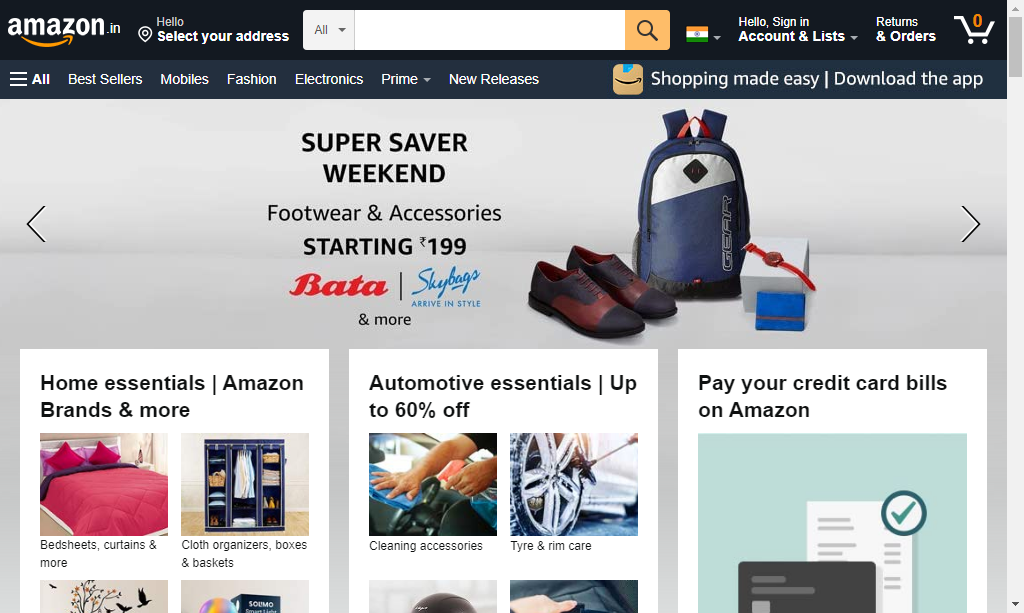 amazon.in
Hello
Select your address
All
Hello, Sign in
Account & Lists
Returns
& Orders
0
All
Best Sellers
Mobiles
Fashion
Electronics
Prime
New Releases
Shopping made easy | Download the app
SUPER SAVER
WEEKEND
Footwear & Accessories
STARTING ₹199
Bata | Skybags
ARRIVE IN STYLE
& more
GEAR
Home essentials | Amazon
Brands & more
Bedsheets, curtains &
more
Cloth organizers, boxes
& baskets
SOLIMO
Smart Light
Automotive essentials | Up
to 60% off
Cleaning accessories
Tyre & rim care
Pay your credit card bills
on Amazon